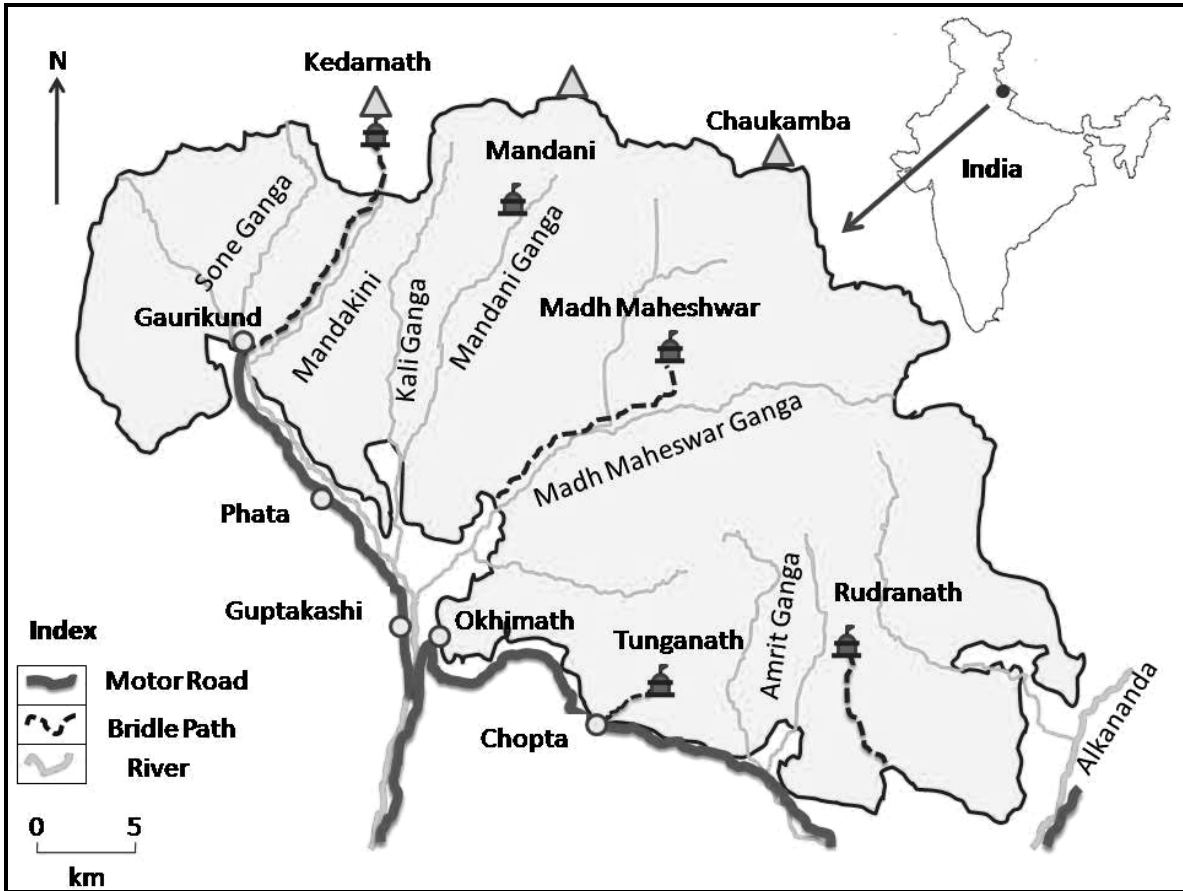 N
Kedarnath
Chaukamba
Mandani
India
Sone Ganga
Gaurikund
Mandakini
Kali Ganga
Mandani Ganga
Madh Maheshwar
Madh Maheswar Ganga
Phata
Guptakashi
Okhimath
Tunganath
Amrit Ganga
Rudranath
Chopta
Alkananda
Index
Motor Road
Bridle Path
River
0 5
km